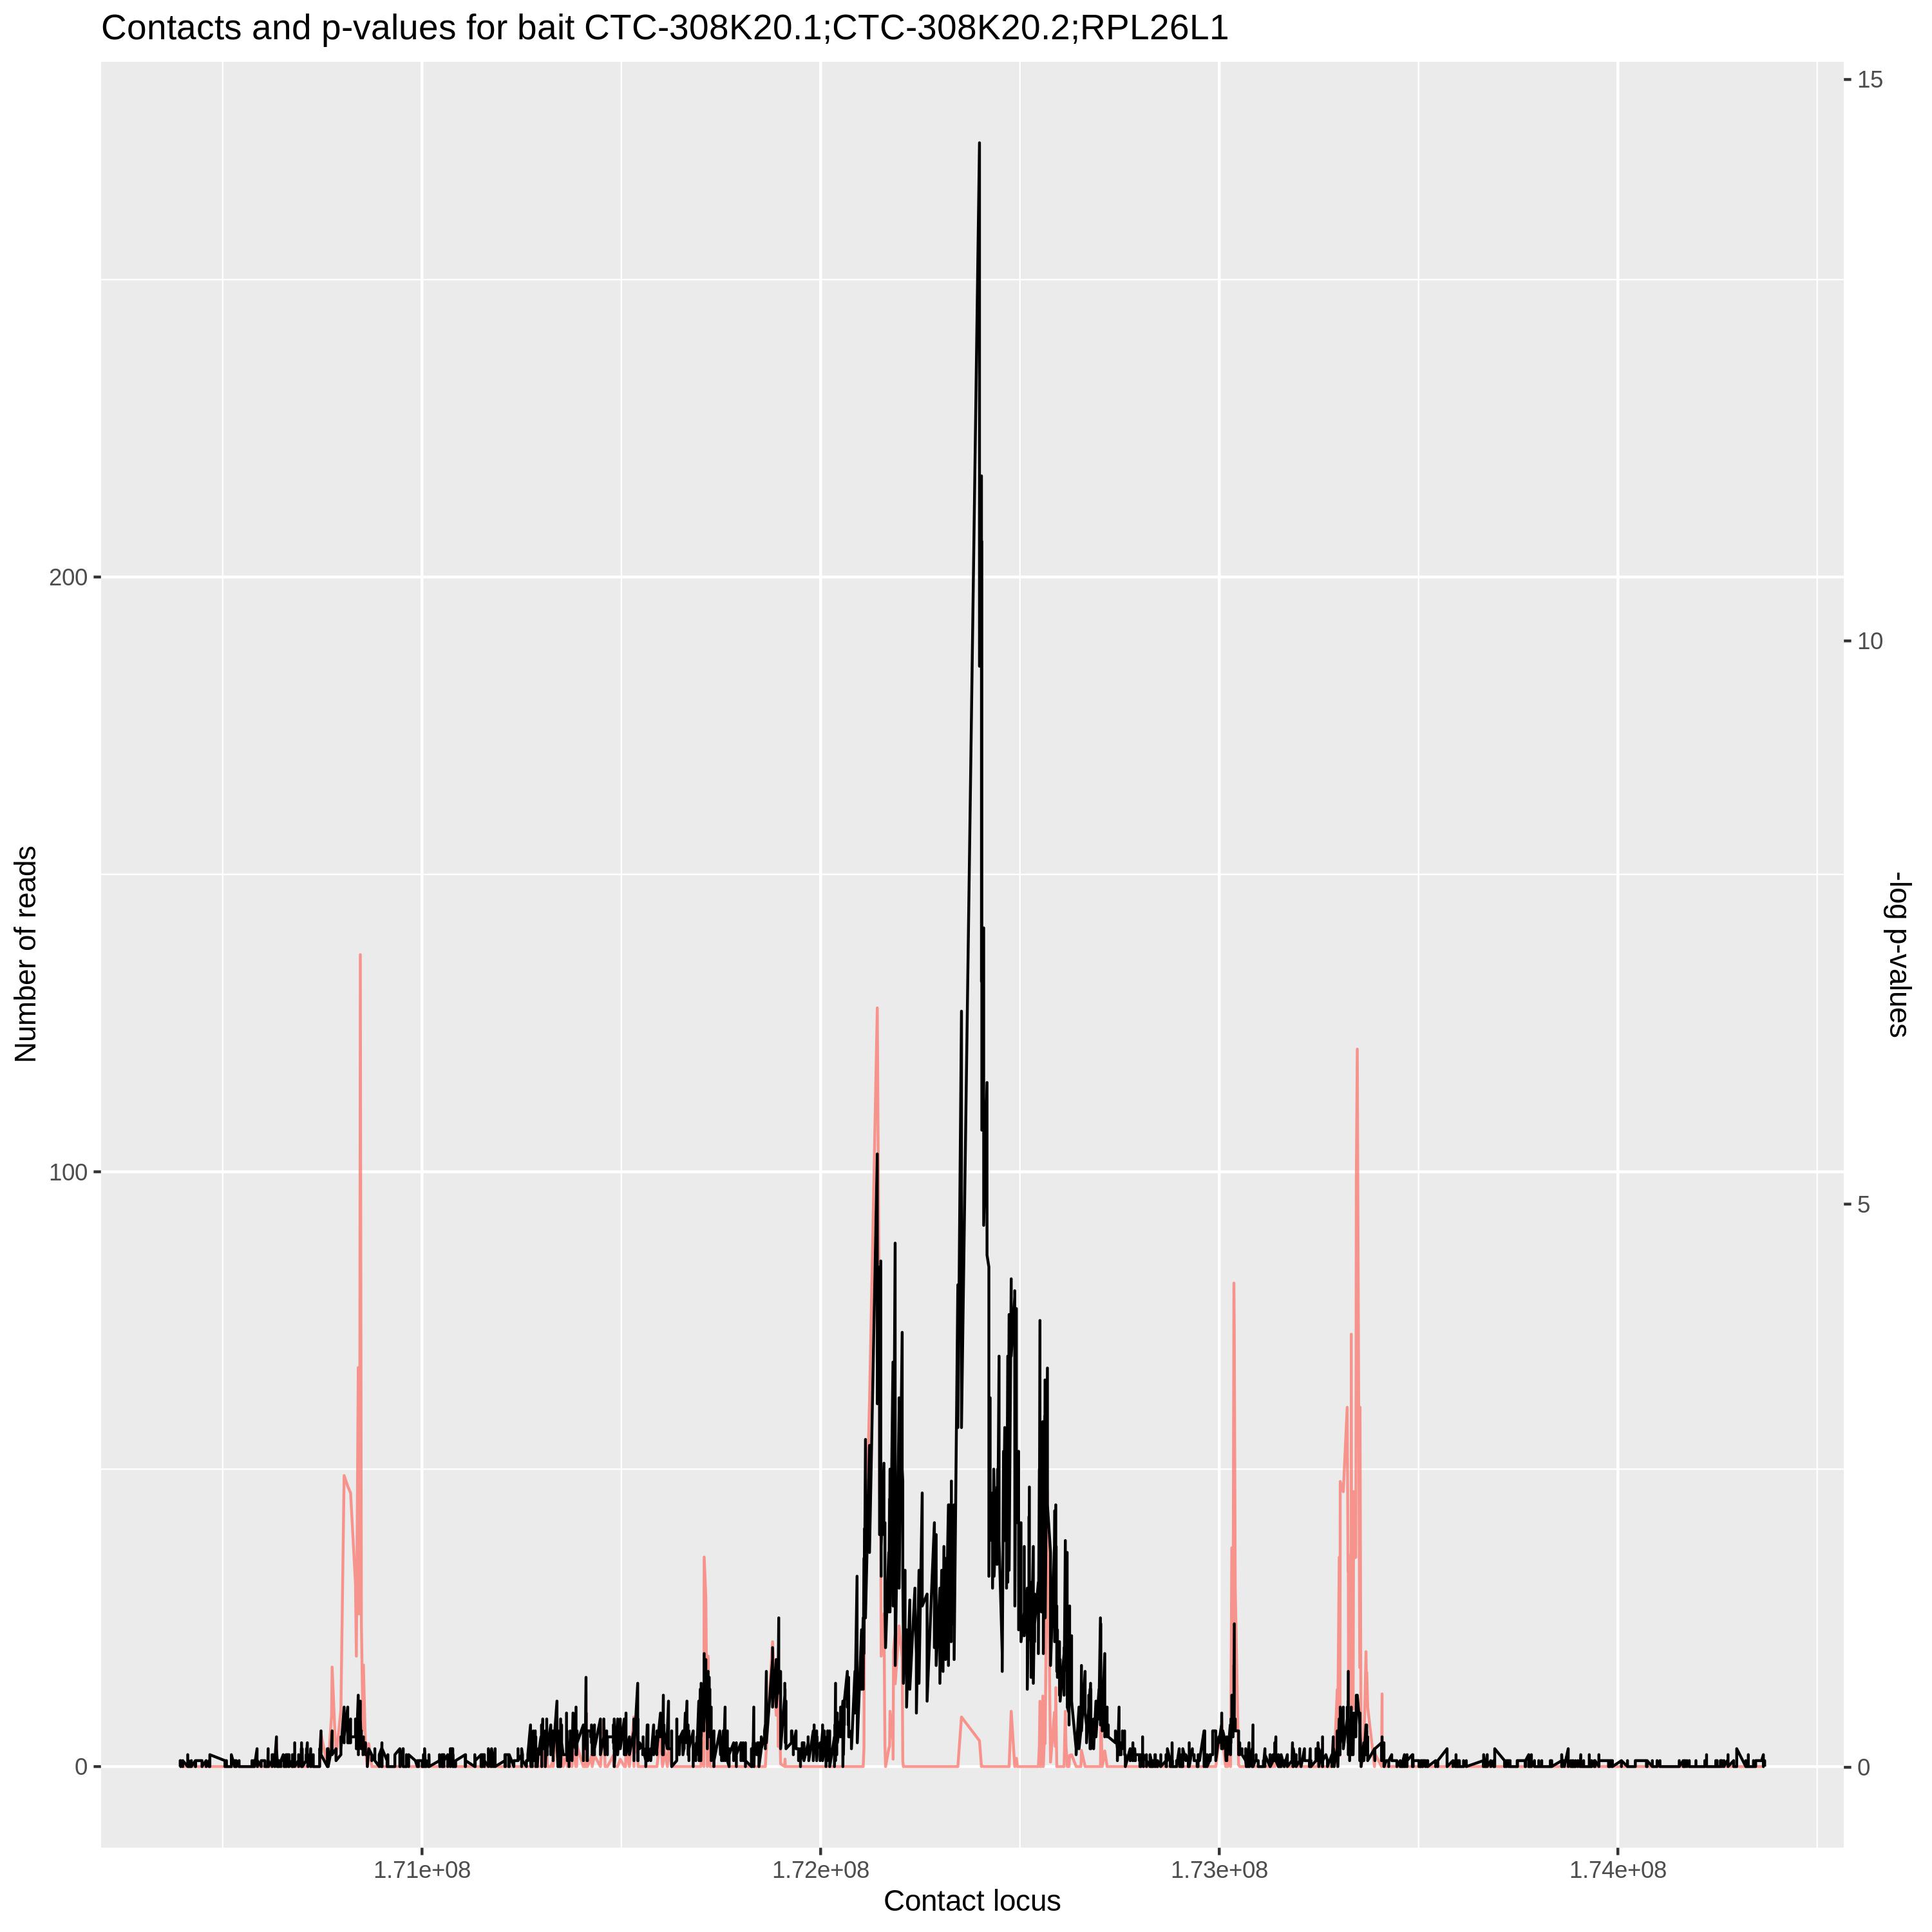 Contacts and p-values for bait CTC-308K20.1;CTC-308K20.2;RPL26L1
15
200
10
Number of reads
-log p-values
100
5
0
0
1.71e+08
1.72e+08
1.73e+08
1.74e+08
Contact locus